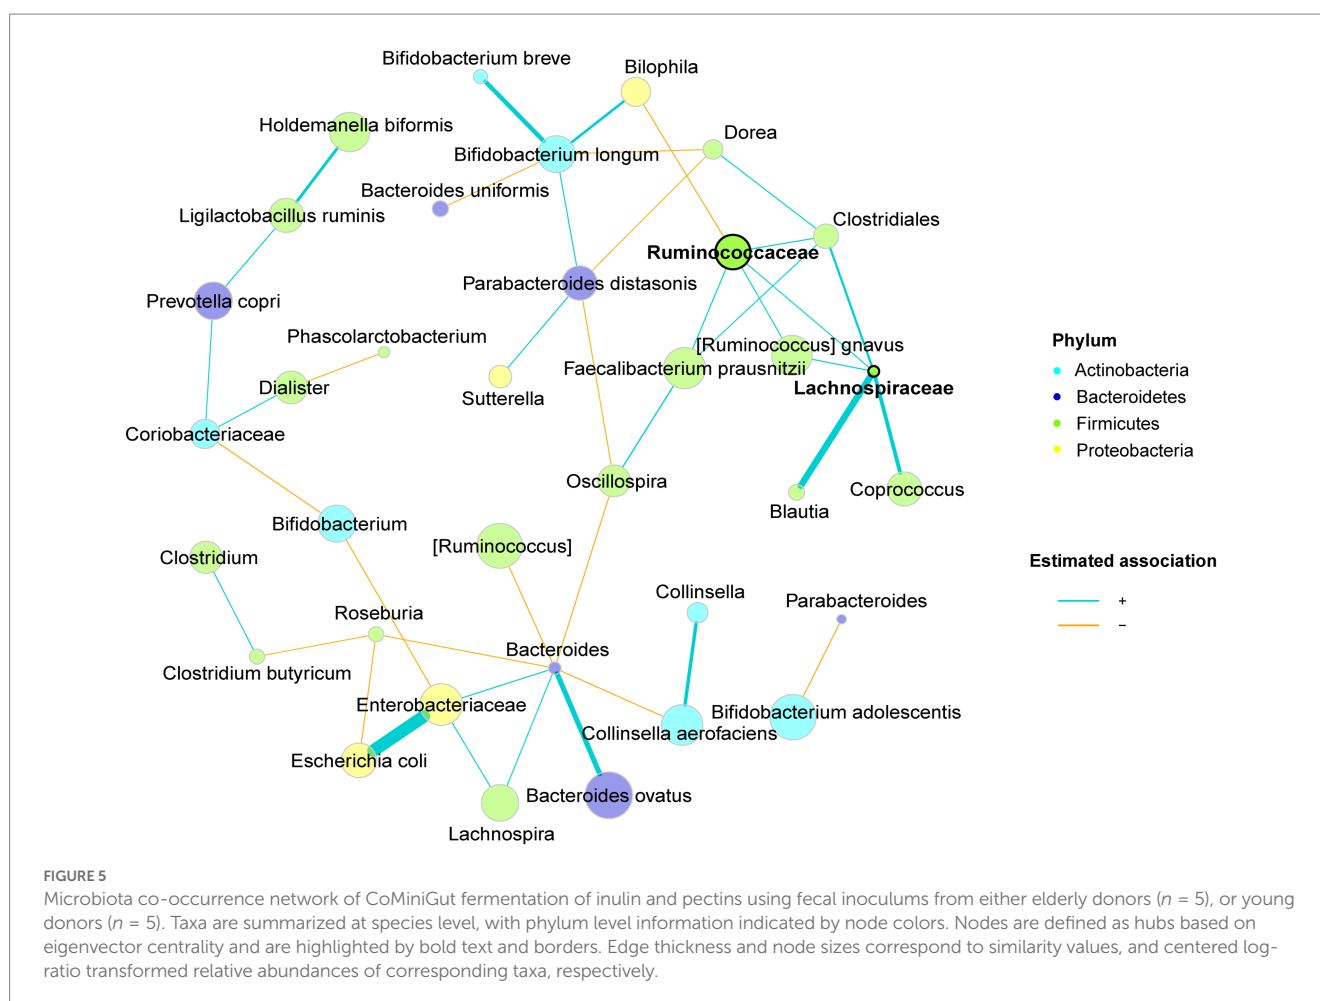 Bifidobacterium breve
Bilophila
Holdemanella biformis
Dorea
Bifidobacterium longum
Bacteroides uniformis
Ligilactobacillus ruminis
Clostridiales
Ruminococcaceae
Parabacteroides distasonis
Prevotella copri
Phascolarctobacterium
[Ruminococcus] gnavus
Faecalibacterium prausnitzii
Dialister
Lachnospiraceae
Sutterella
Coriobacteriaceae
Oscillospira
Coprococcus
Blautia
Bifidobacterium
[Ruminococcus]
Clostridium
Collinsella
Parabacteroides
Roseburia
Bacteroides
Clostridium butyricum
Enterobacteriaceae
Bifidobacterium adolescentis
Collinsella aerofaciens
Escherichia coli
Bacteroides ovatus
Lachnospira
Phylum
Actinobacteria
Bacteroidetes
Firmicutes
Proteobacteria
Estimated association
+
−
FIGURE 5
Microbiota co-occurrence network of CoMiniGut fermentation of inulin and pectins using fecal inoculums from either elderly donors (n = 5), or young
donors (n = 5). Taxa are summarized at species level, with phylum level information indicated by node colors. Nodes are defined as hubs based on
eigenvector centrality and are highlighted by bold text and borders. Edge thickness and node sizes correspond to similarity values, and centered log-
ratio transformed relative abundances of corresponding taxa, respectively.